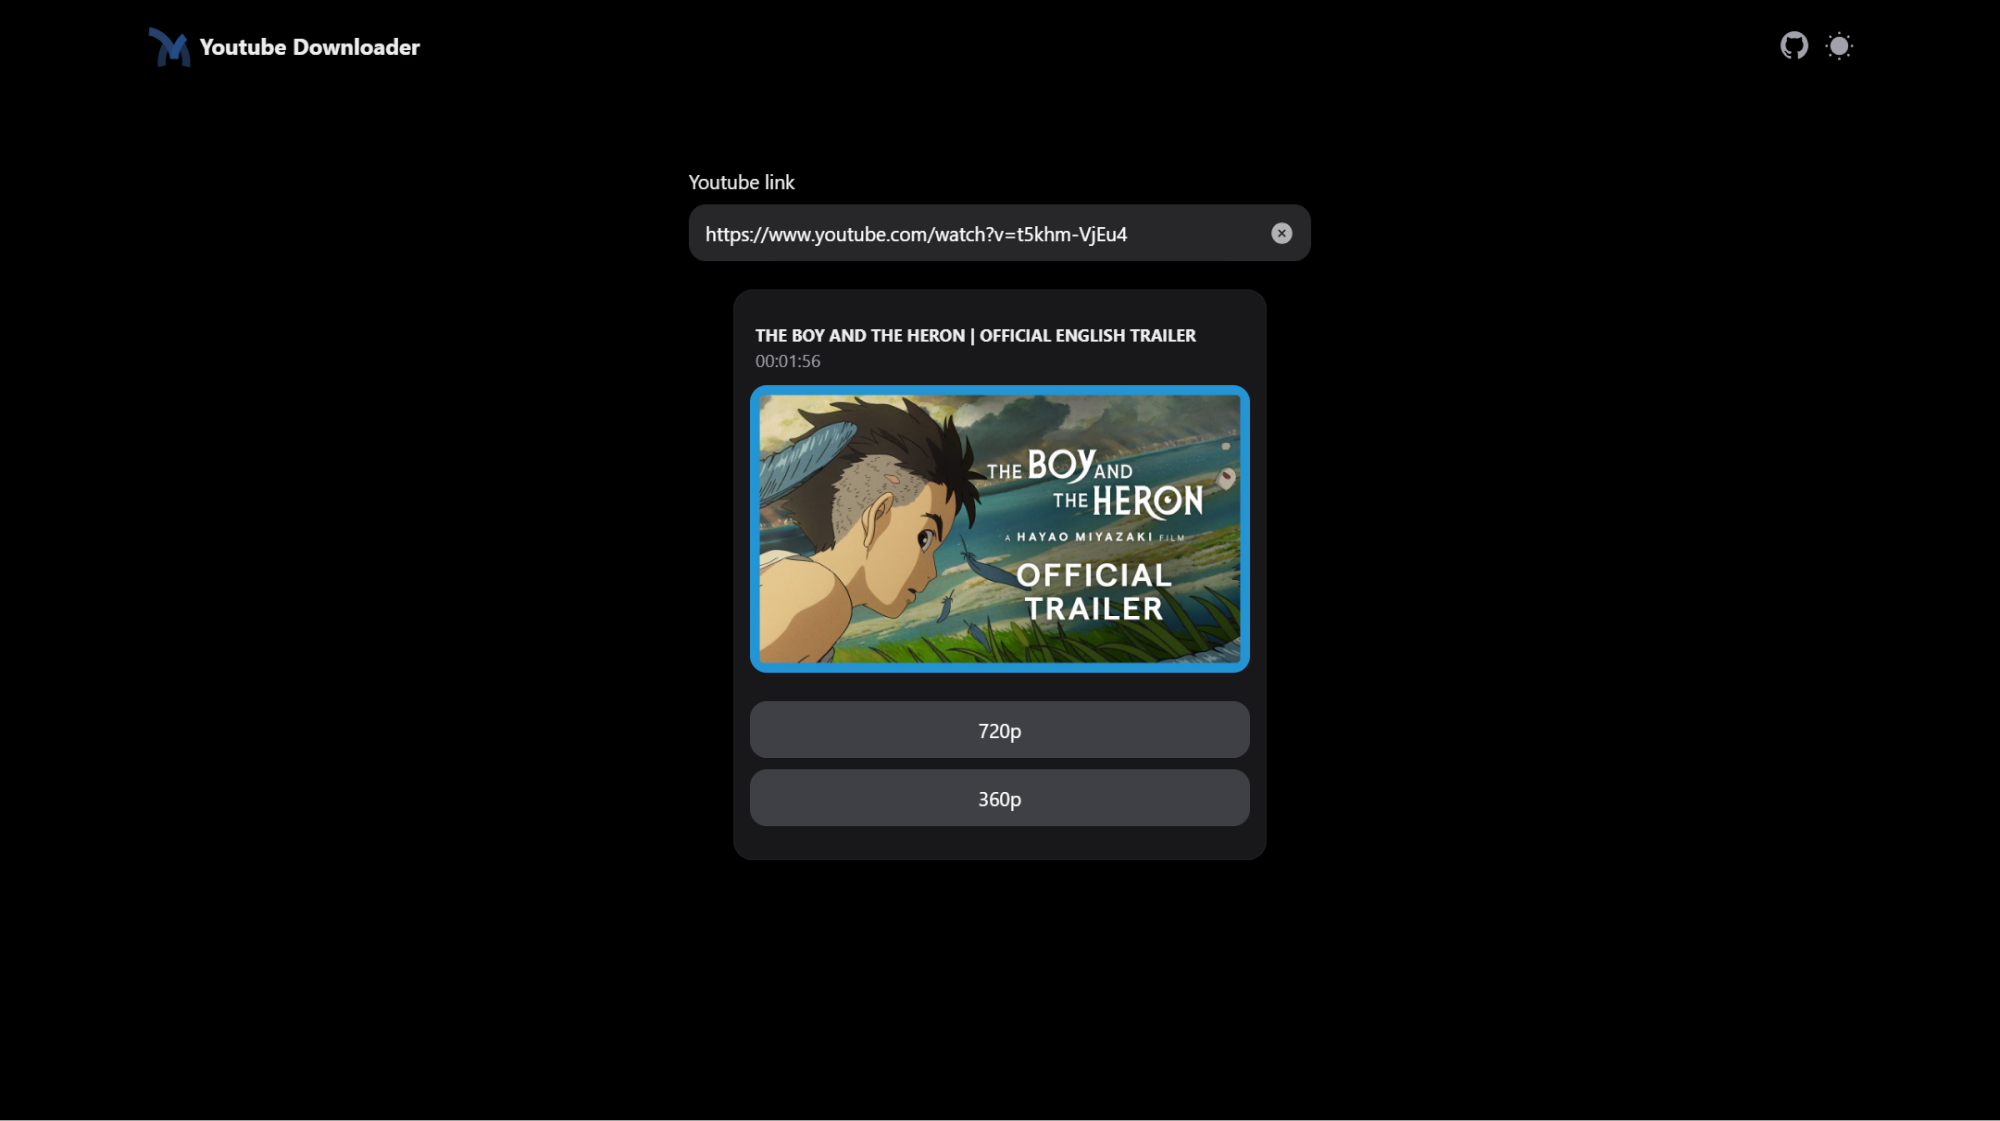 Youtube Downloader
Youtube link
https://www.youtube.com/watch?v=t5khm-VjEu4
THE BOY AND THE HERON | OFFICIAL ENGLISH TRAILER
00:01:56
THE BOY AND
THE HERON
A HAYAO MIYAZAKI FILM
OFFICIAL
TRAILER
720p
360p